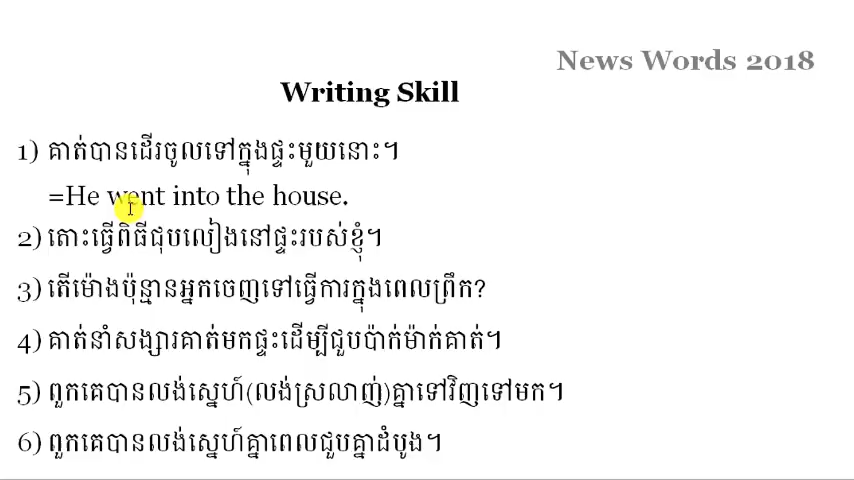 News Words 2018
Writing Skill
1) គាត់បានដើរចូលទៅក្នុងផ្ទះមួយនោះ។
=He went into the house.
2) តោះធ្វើពិធីជុបលៀងនៅផ្ទះរបស់ខ្ញុំ។
3) តើម៉ោងប៉ុន្មានអ្នកចេញទៅធ្វើការក្នុងពេលព្រឹក?
4) គាត់នាំសង្សារគាត់មកផ្ទះដើម្បីជួបប៉ាក់ម៉ាក់គាត់។
5) ពួកគេបានលង់ស្នេហ៍(លង់ស្រលាញ់)គ្នាទៅវិញទៅមក។
6) ពួកគេបានលង់ស្នេហ៍គ្នាពេលជួបគ្នាដំបូង។